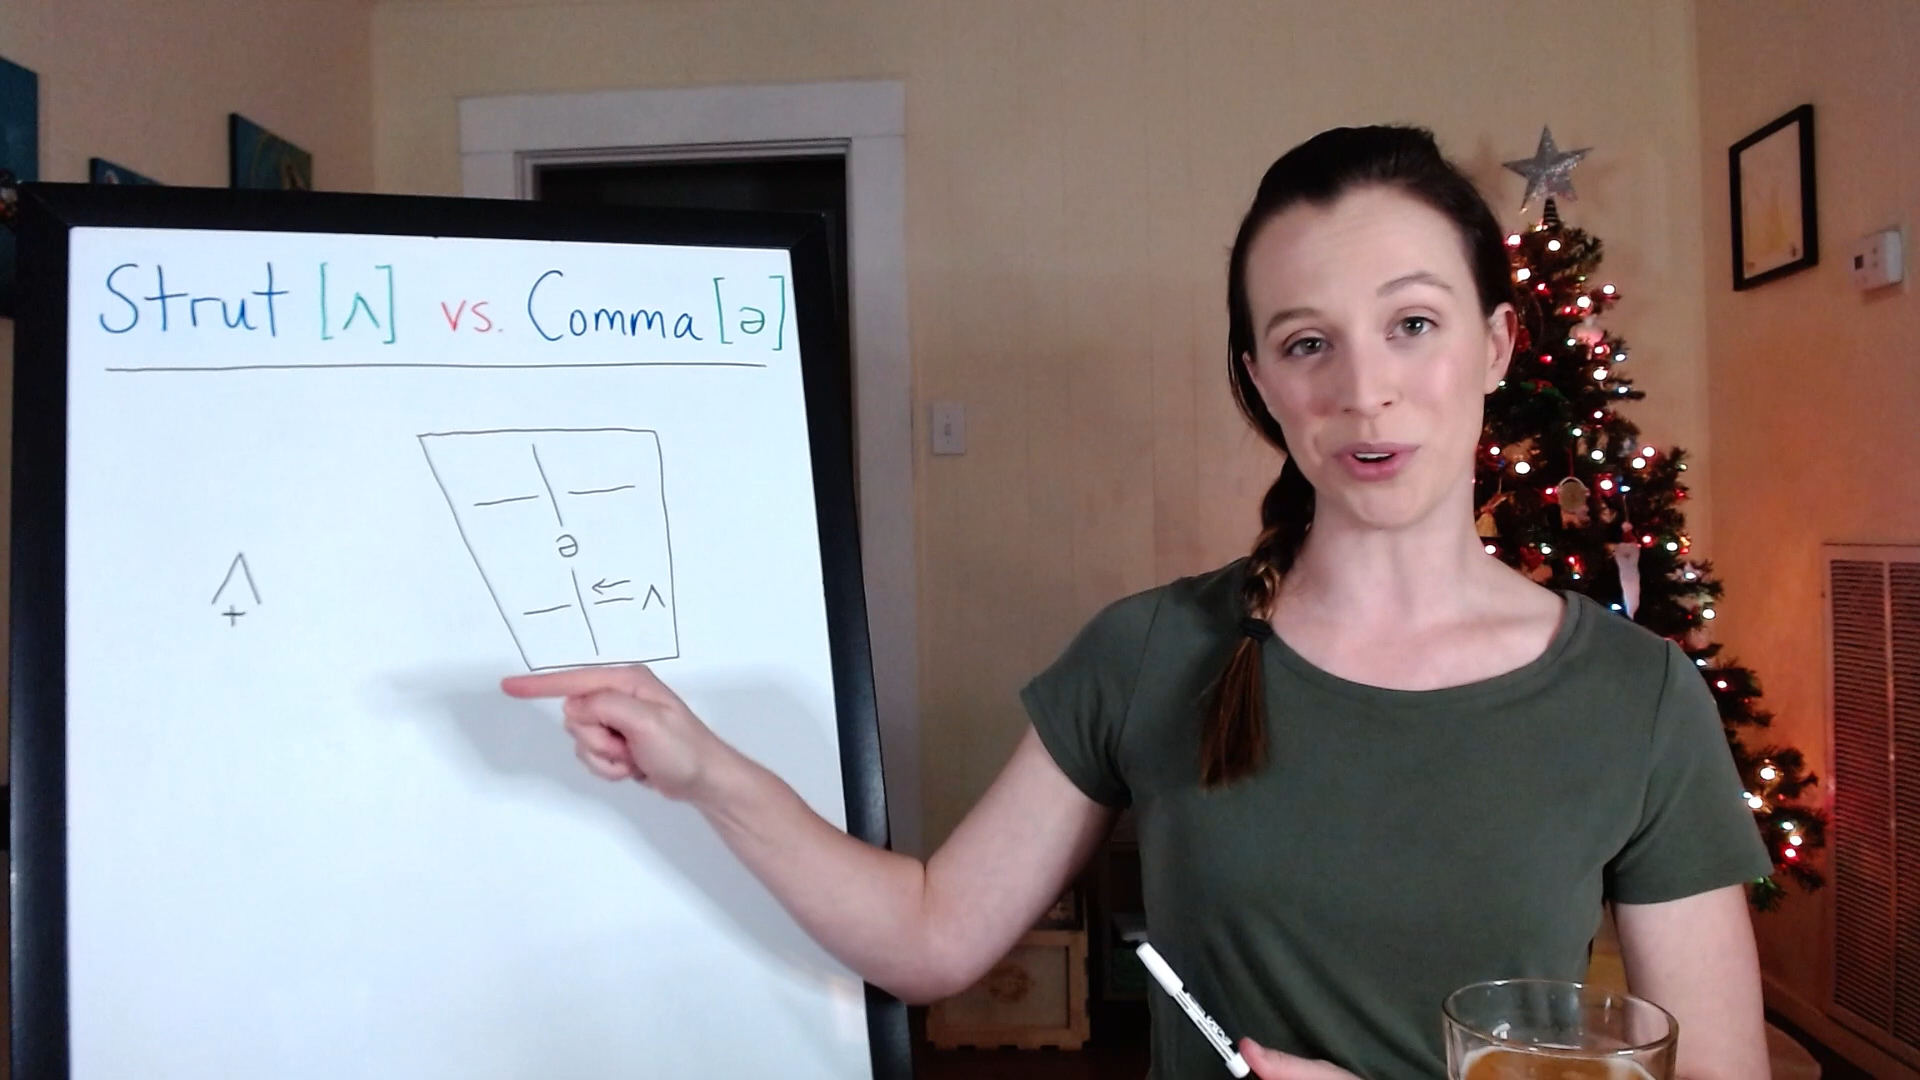 Strut [ʌ] vs. Comma [ə]
ə
ʌ̟
← ʌ